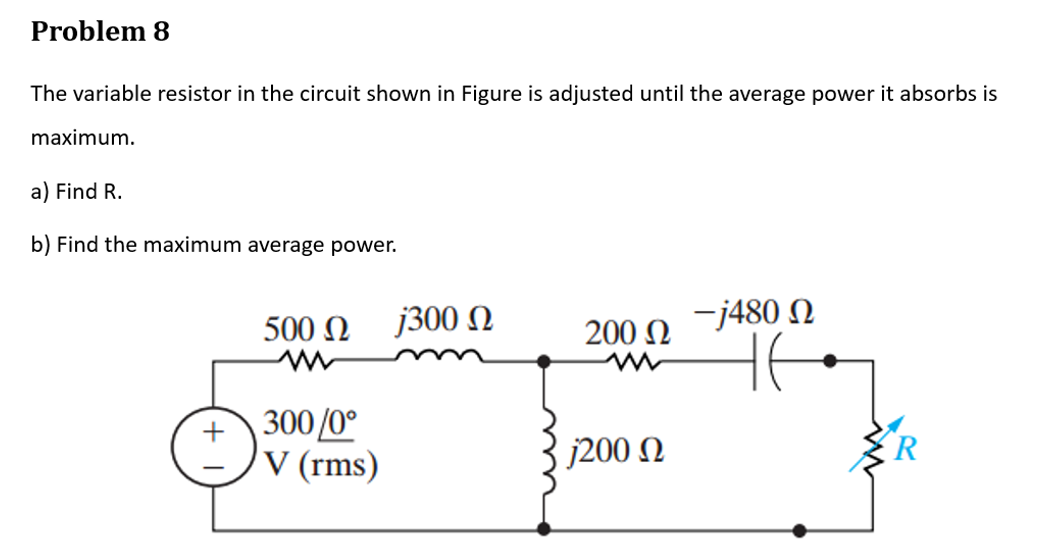 Problem 8
The variable resistor in the circuit shown in Figure is adjusted until the average power it absorbs is
maximum.
a) Find R.
b) Find the maximum average power.
500 Ω j300 Ω 200 Ω −j480 Ω
+ 300/0°
− V (rms)
j200 Ω
R